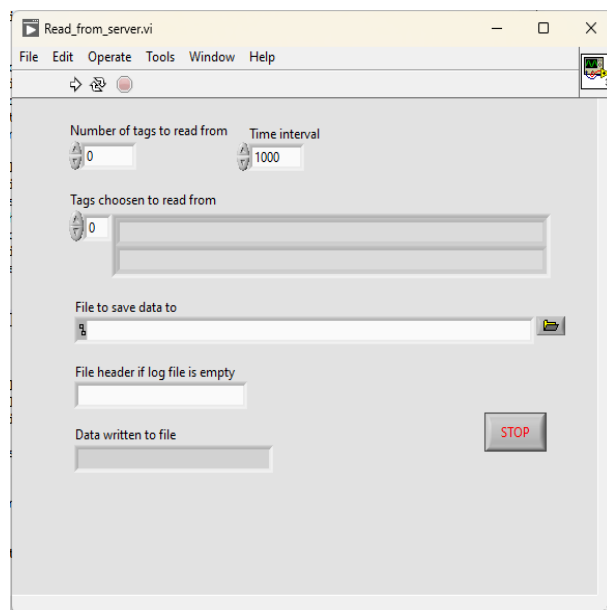 Read_from_server.vi
File Edit Operate Tools Window Help
Number of tags to read from Time interval
0 1000
Tags choosen to read from
0
File to save data to
File header if log file is empty
Data written to file
STOP